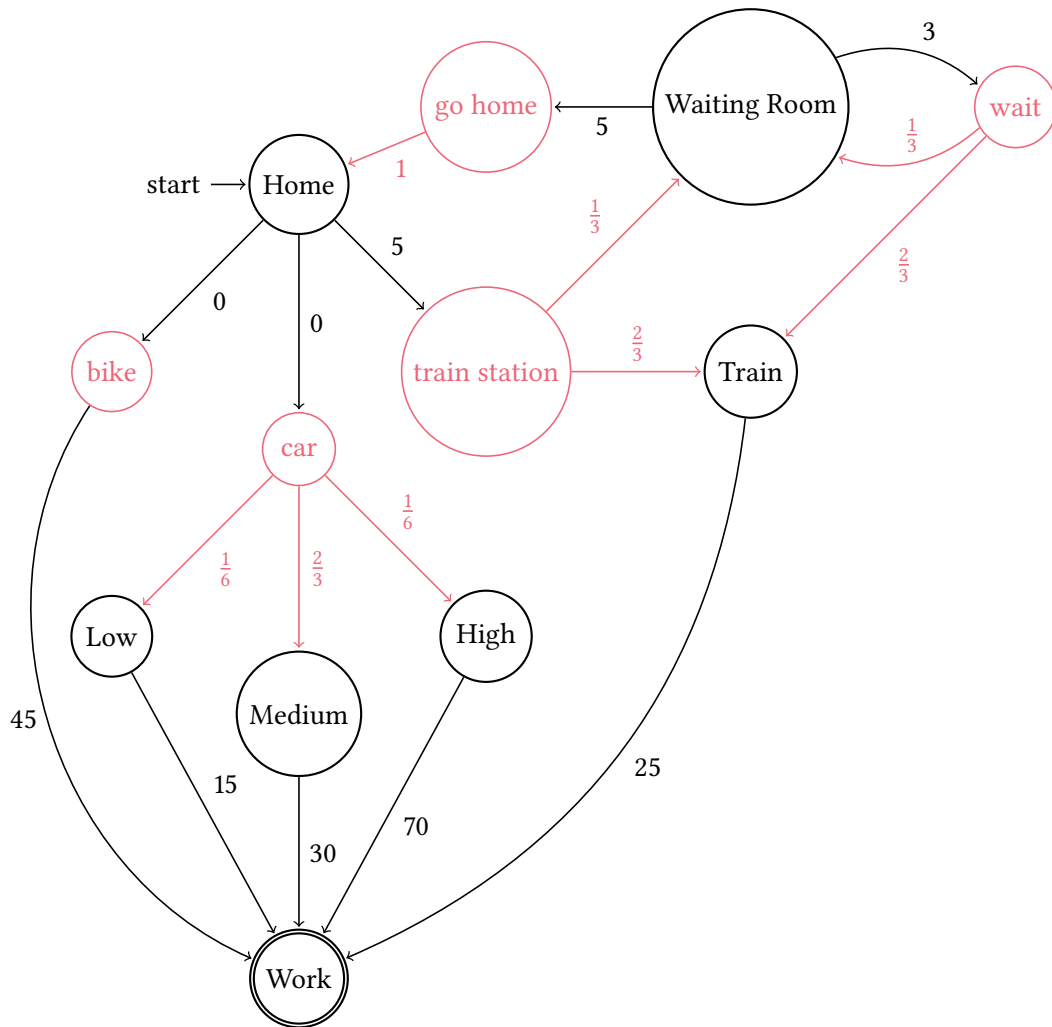 3
go home
Waiting Room
wait
5
1/3
1
start
Home
5
1/3
0
0
2/3
bike
train station
2/3
Train
car
1/6
1/6
2/3
Low
High
Medium
45
15
25
70
30
Work